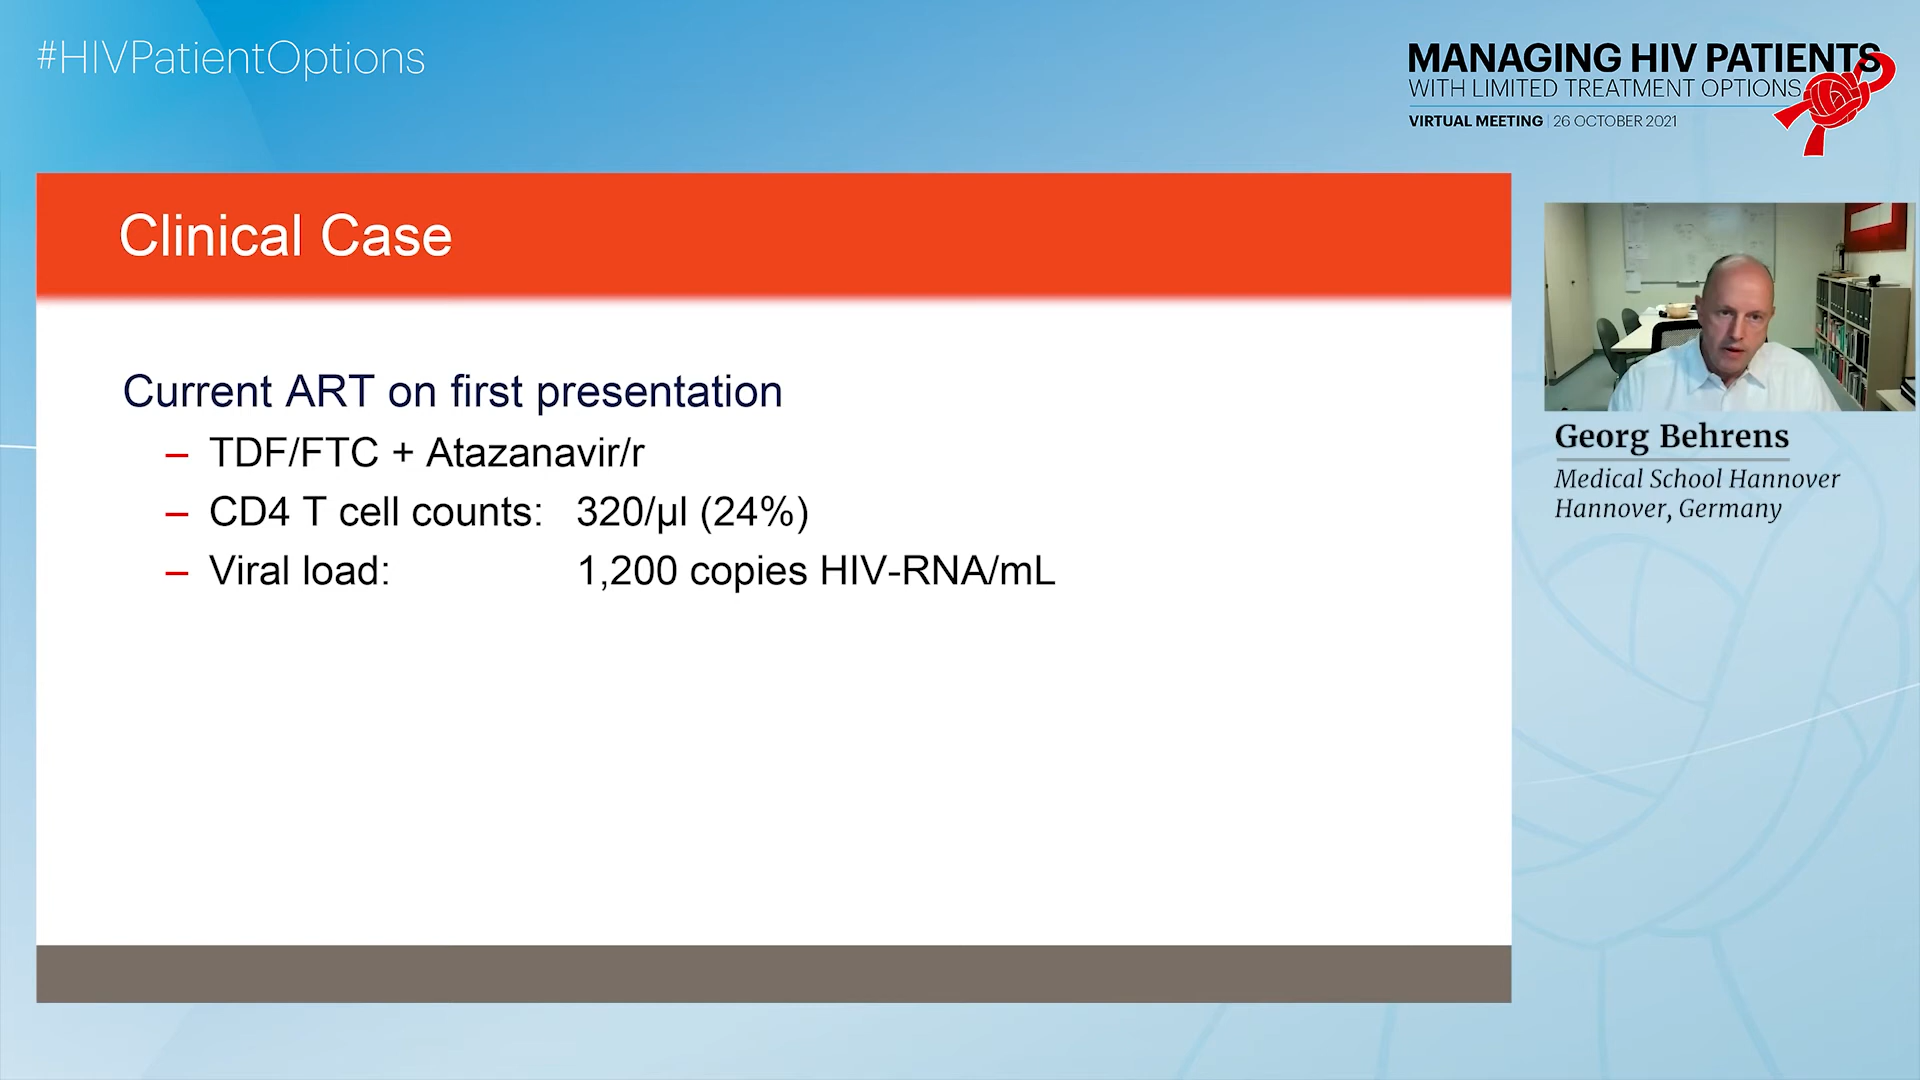 #HIVPatientOptions
MANAGING HIV PATIENTS
WITH LIMITED TREATMENT OPTIONS
VIRTUAL MEETING | 26 OCTOBER 2021
Clinical Case
Current ART on first presentation
– TDF/FTC + Atazanavir/r
– CD4 T cell counts: 320/µl (24%)
– Viral load: 1,200 copies HIV-RNA/mL
Georg Behrens
Medical School Hannover
Hannover, Germany